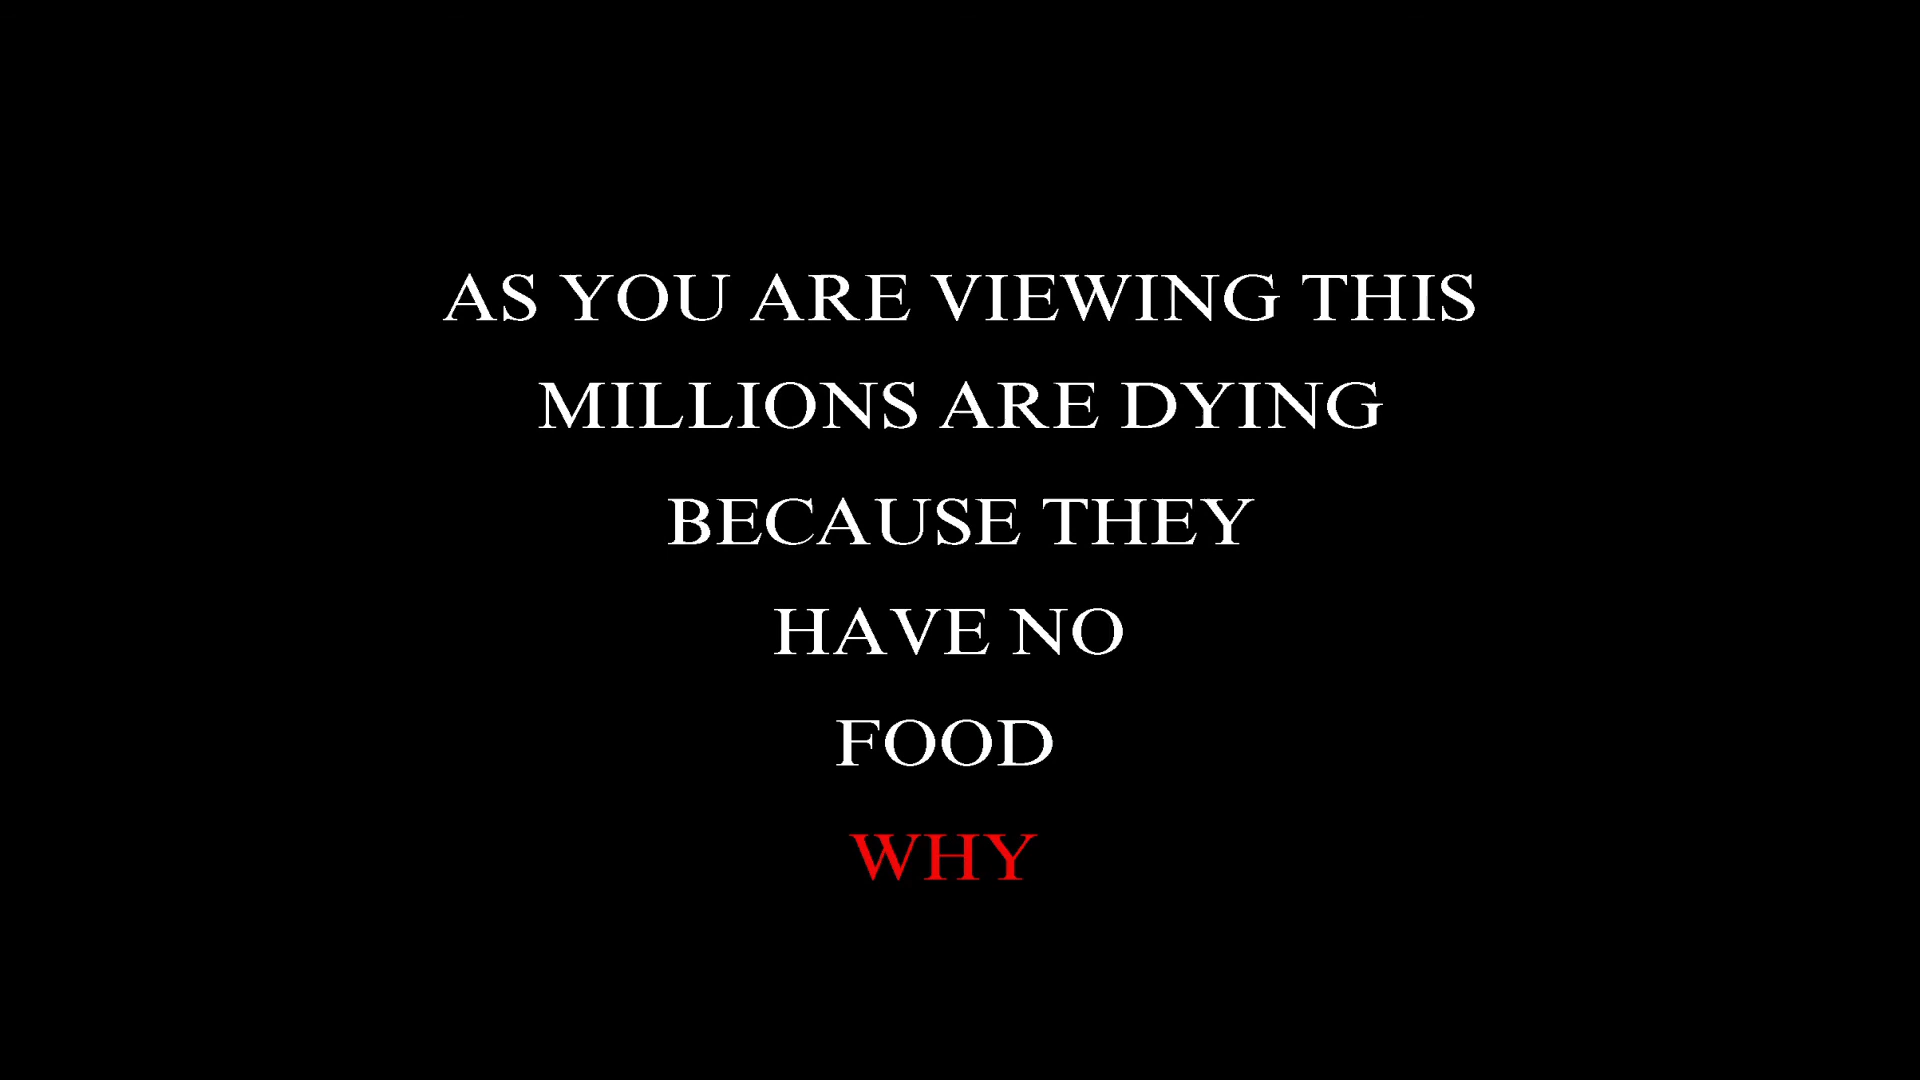 AS YOU ARE VIEWING THIS
MILLIONS ARE DYING
BECAUSE THEY
HAVE NO
FOOD
WHY